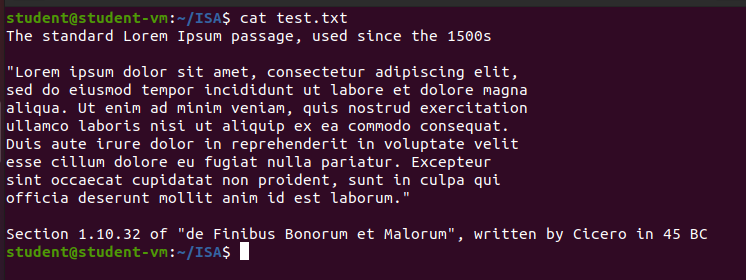 student@student-vm:~/ISA$ cat test.txt
The standard Lorem Ipsum passage, used since the 1500s

"Lorem ipsum dolor sit amet, consectetur adipiscing elit,
sed do eiusmod tempor incididunt ut labore et dolore magna
aliqua. Ut enim ad minim veniam, quis nostrud exercitation
ullamco laboris nisi ut aliquip ex ea commodo consequat.
Duis aute irure dolor in reprehenderit in voluptate velit
esse cillum dolore eu fugiat nulla pariatur. Excepteur
sint occaecat cupidatat non proident, sunt in culpa qui
officia deserunt mollit anim id est laborum."

Section 1.10.32 of "de Finibus Bonorum et Malorum", written by Cicero in 45 BC
student@student-vm:~/ISA$